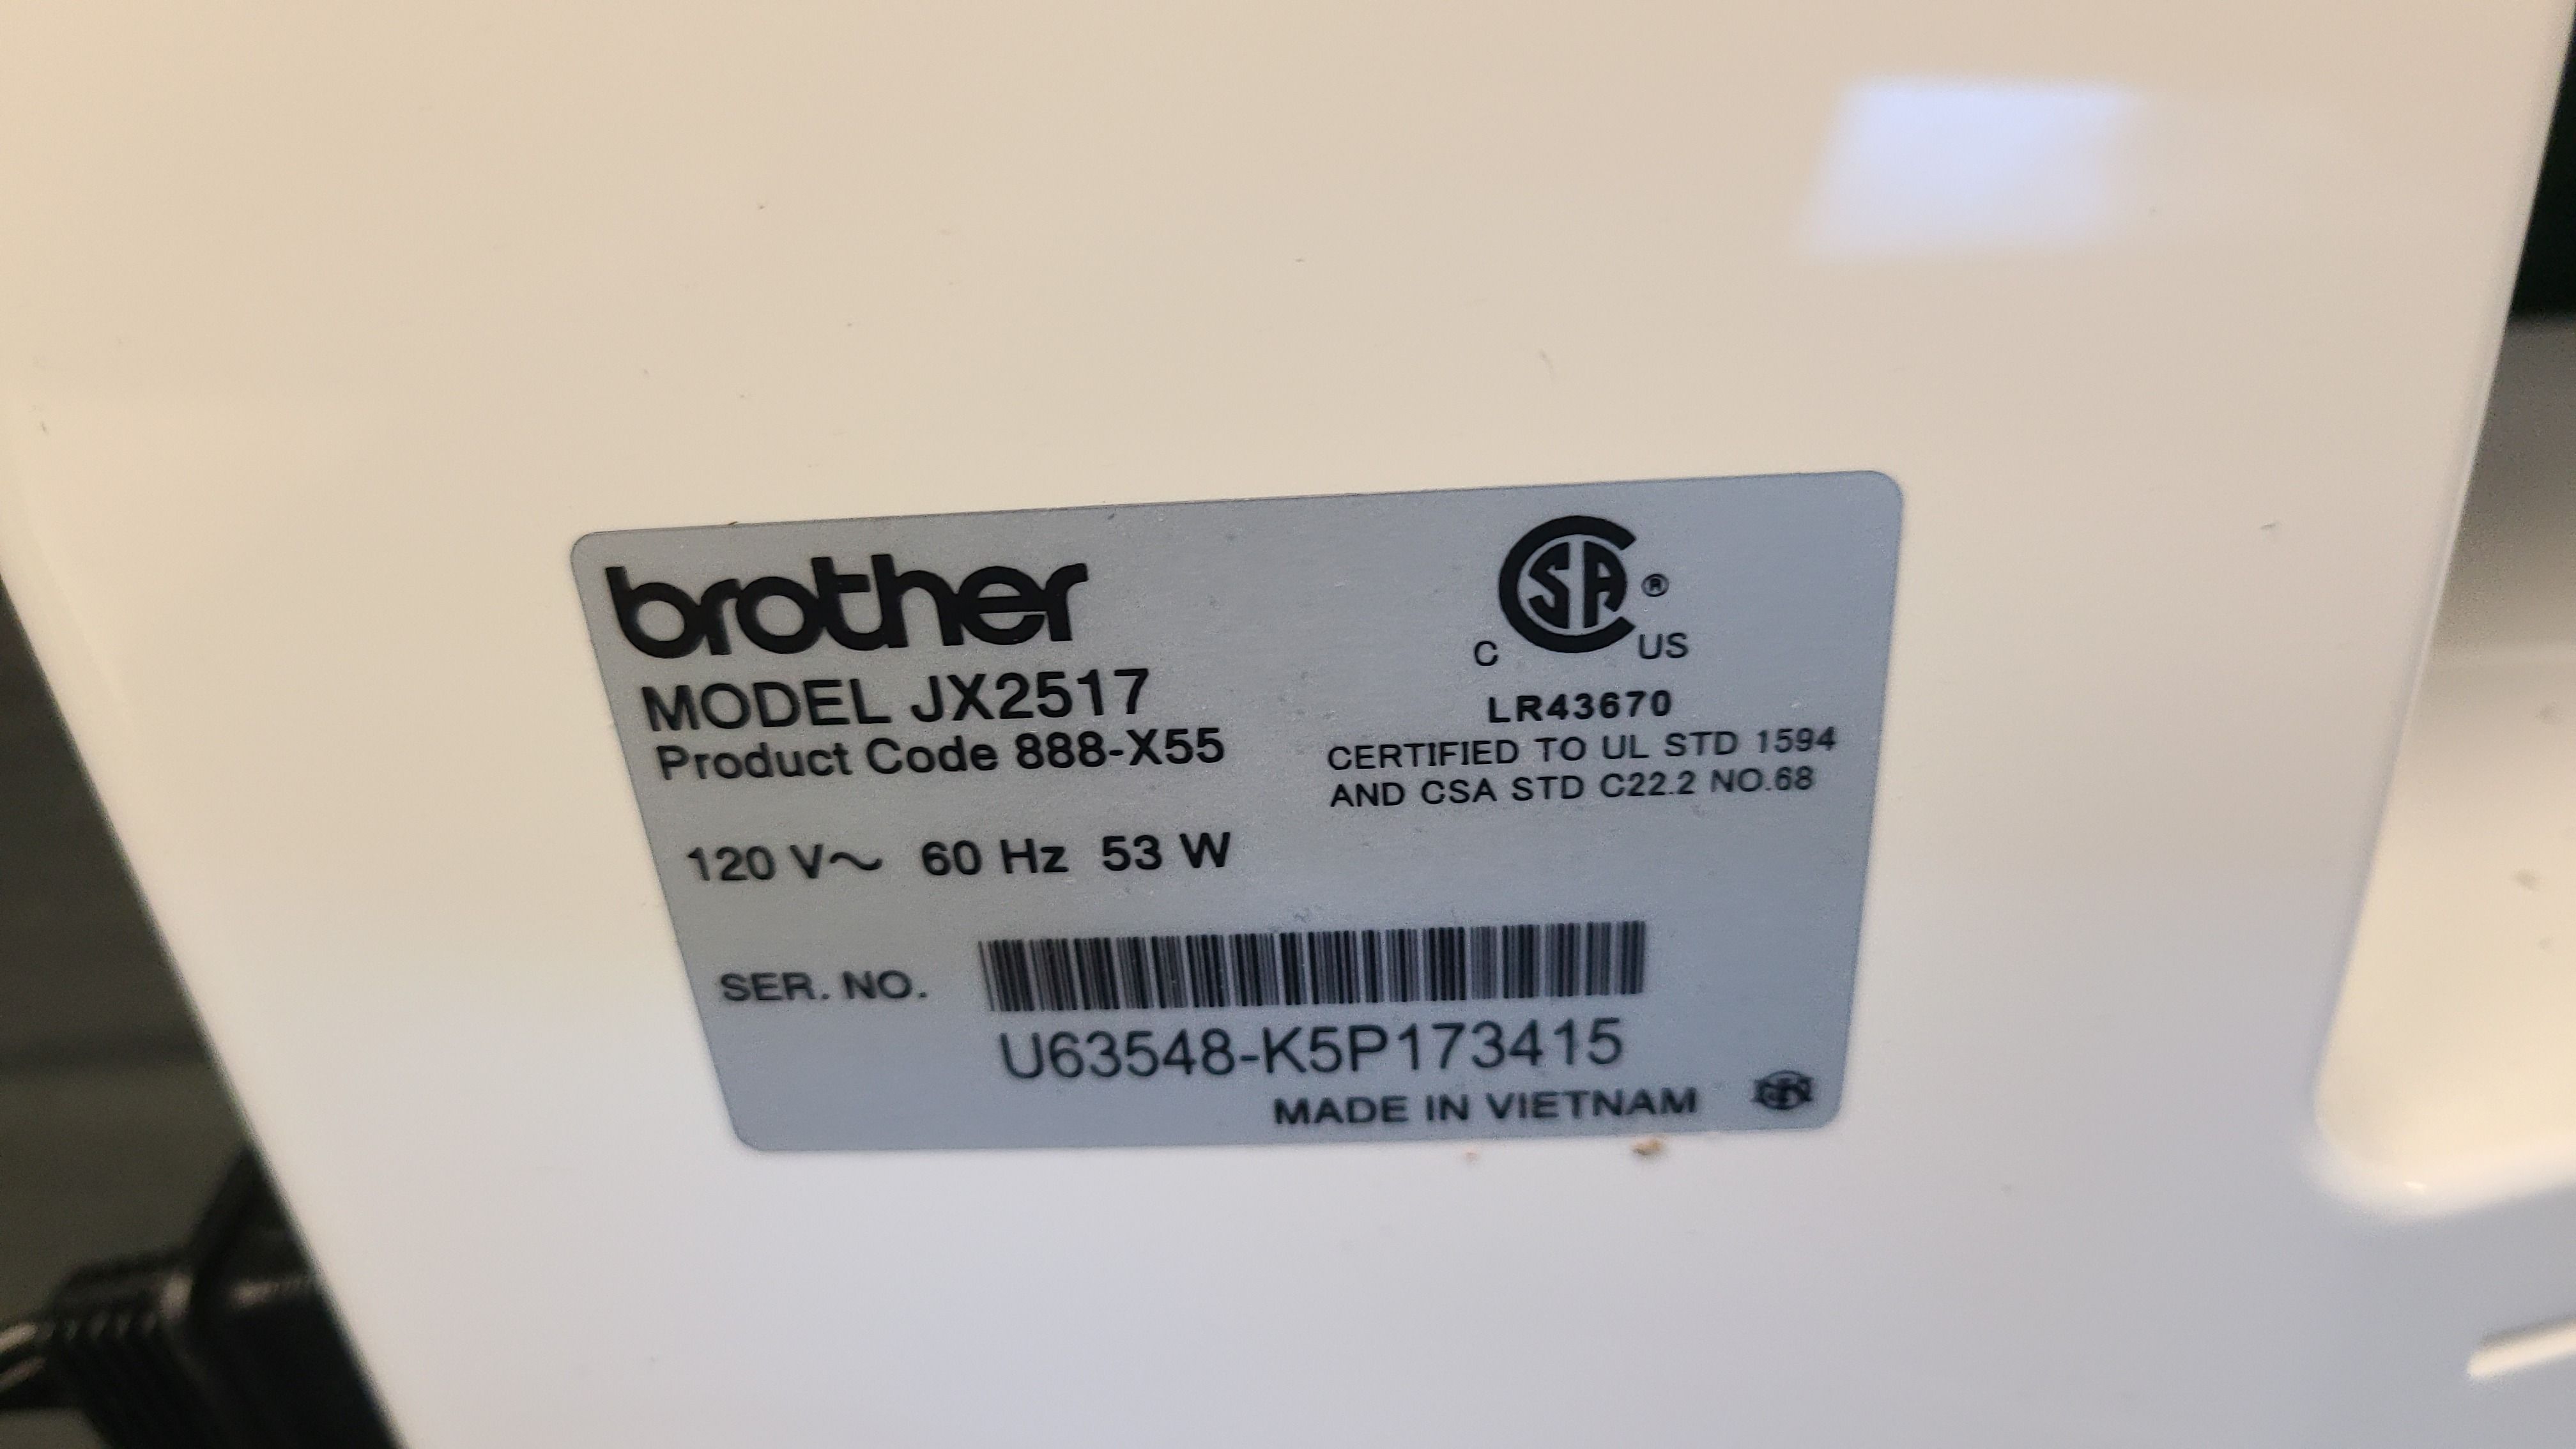 brother
MODEL JX2517
Product Code 888-X55
120 V~ 60 Hz 53 W
CSA®
C US
LR43670
CERTIFIED TO UL STD 1594
AND CSA STD C22.2 NO.68
SER. NO.
U63548-K5P173415
MADE IN VIETNAM